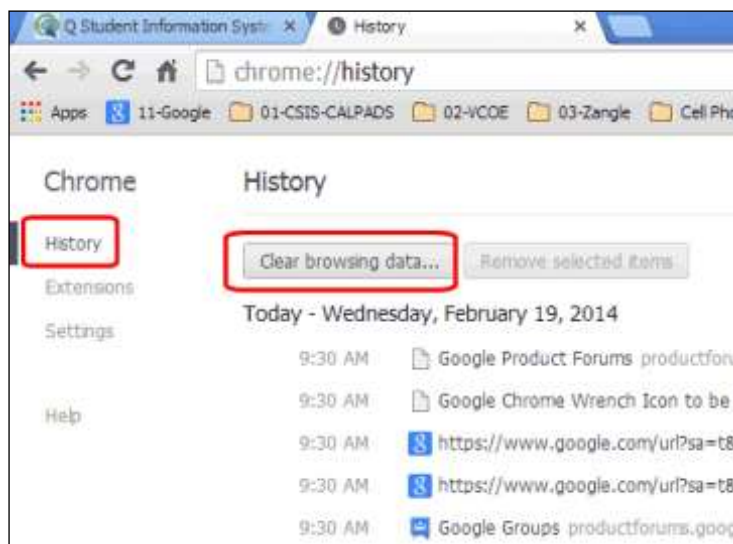 Q Student Information Syst History
chrome://history
Apps 11-Google 01-CSIS-CALPADS 02-VCOE 03-Zangle Cell Pho
Chrome History
History
Clear browsing data... Remove selected items
Extensions
Today - Wednesday, February 19, 2014
Settings
9:30 AM Google Product Forums productforu
9:30 AM Google Chrome Wrench Icon to be
Help
9:30 AM https://www.google.com/url?sa=t&
9:30 AM https://www.google.com/url?sa=t&
9:30 AM Google Groups productforums.goog